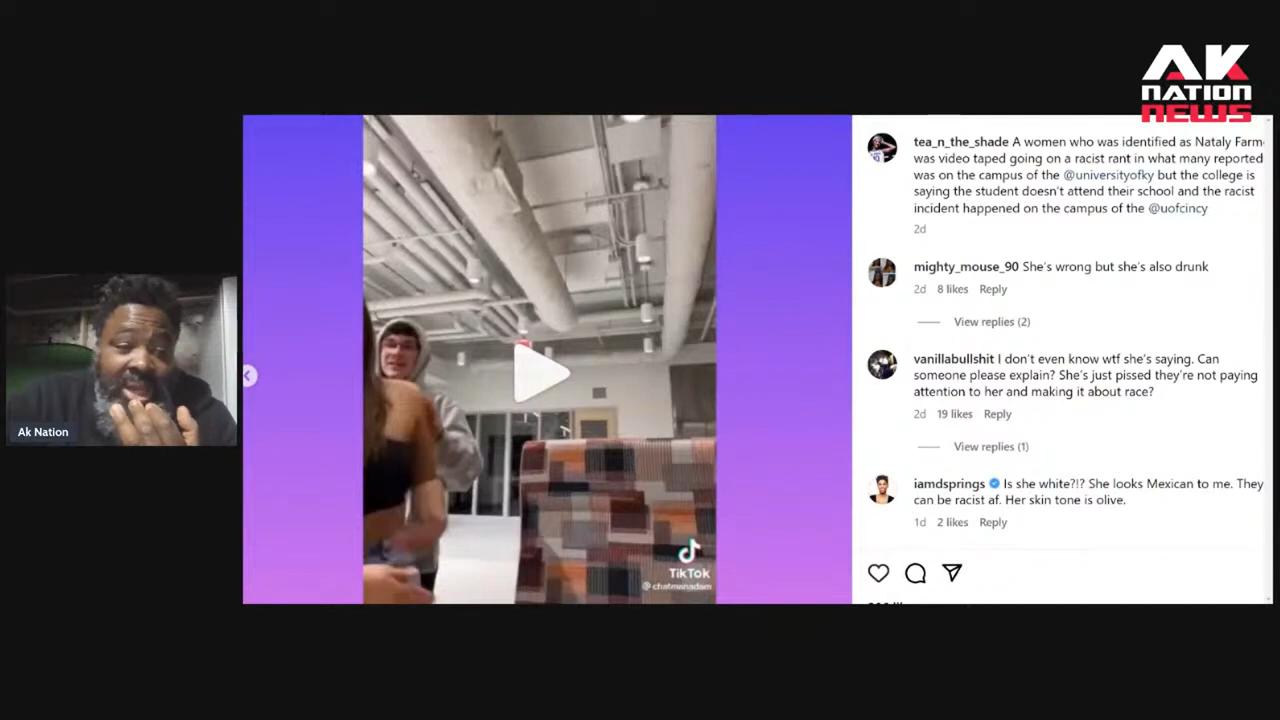 AK
NATION
NEWS
tea_n_the_shade A women who was identified as Nataly Farm
was video taped going on a racist rant in what many reported
was on the campus of the @universityofky but the college is
saying the student doesn't attend their school and the racist
incident happened on the campus of the @uofcincy
2d
mighty_mouse_90 She's wrong but she's also drunk
2d 8 likes Reply
View replies (2)
vanillabullshit I don't even know wtf she's saying. Can
someone please explain? She's just pissed they're not paying
attention to her and making it about race?
2d 19 likes Reply
View replies (1)
iamdsprings Is she white?!? She looks Mexican to me. They
can be racist af. Her skin tone is olive.
1d 2 likes Reply
Ak Nation
TikTok
@chatmanadam